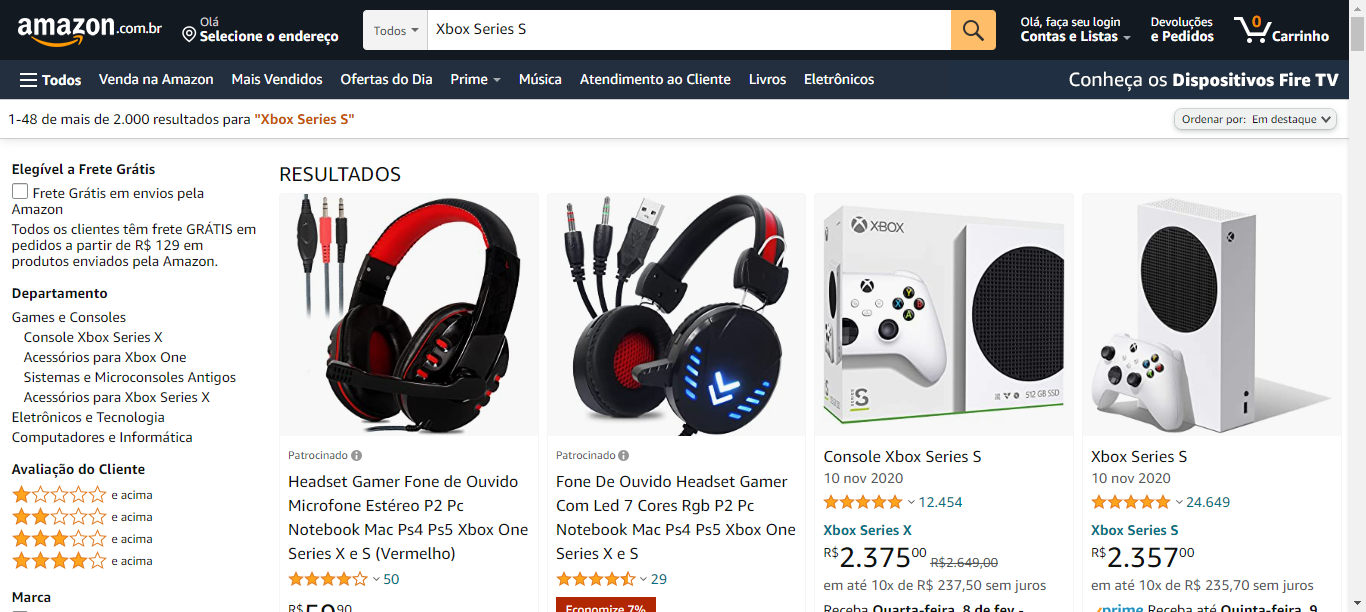 amazon.com.br
Olá
Selecione o endereço
Todos
Xbox Series S
Olá, faça seu login
Contas e Listas
Devoluções
e Pedidos
0
Carrinho
Todos
Venda na Amazon
Mais Vendidos
Ofertas do Dia
Prime
Música
Atendimento ao Cliente
Livros
Eletrônicos
Conheça os Dispositivos Fire TV
1-48 de mais de 2.000 resultados para "Xbox Series S"
Ordenar por: Em destaque
Elegível a Frete Grátis
Frete Grátis em envios pela
Amazon
Todos os clientes têm frete GRÁTIS em
pedidos a partir de R$ 129 em
produtos enviados pela Amazon.
Departamento
Games e Consoles
Console Xbox Series X
Acessórios para Xbox One
Sistemas e Microconsoles Antigos
Acessórios para Xbox Series X
Eletrônicos e Tecnologia
Computadores e Informática
Avaliação do Cliente
e acima
e acima
e acima
e acima
Marca
RESULTADOS
Patrocinado
Headset Gamer Fone de Ouvido
Microfone Estéreo P2 Pc
Notebook Mac Ps4 Ps5 Xbox One
Series X e S (Vermelho)
50
R$5990
Patrocinado
Fone De Ouvido Headset Gamer
Com Led 7 Cores Rgb P2 Pc
Notebook Mac Ps4 Ps5 Xbox One
Series X e S
29
Economize 7%
XBOX
Y
X
B
A
SERIES
S
512 GB SSD
Console Xbox Series S
10 nov 2020
12.454
Xbox Series X
R$2.37500 R$2.649,00
em até 10x de R$ 237,50 sem juros
Receba Quarta-feira, 8 de fev -
Xbox Series S
10 nov 2020
24.649
Xbox Series S
R$2.35700
em até 10x de R$ 235,70 sem juros
prime Receba até Quinta-feira, 9